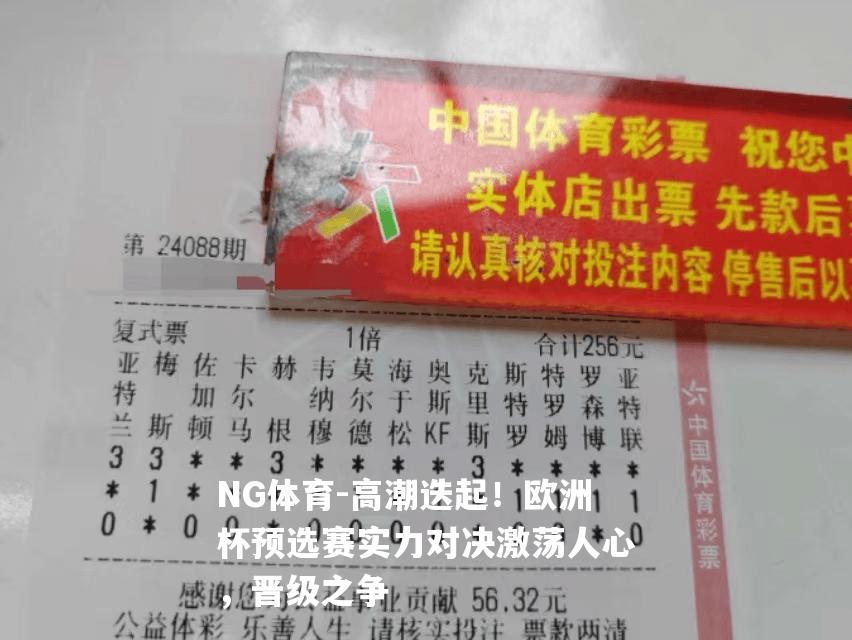 中国体育彩票 祝您中
实体店出票 先款后
请认真核对投注内容 停售后以
第 24088期
复式票 1倍 合计256元
亚 梅 佐 卡 赫 韦 莫 海 奥 克 斯 特 罗 亚
特 加 尔 纳 尔 于 斯 里 特 罗 森 特
兰 斯 顿 马 根 穆 德 松 KF 斯 罗 姆 博 联
3 3 * * 3 * * * * 3 * * * *
* 1 * 1 1 1
0 * 0 0 * 0
NG体育-高潮迭起！欧洲
杯预选赛实力对决激荡人心
，晋级之争
感谢您 业贡献 56.32元
公益体彩 乐善人生 请核实投注 票款两清
中国体育彩票